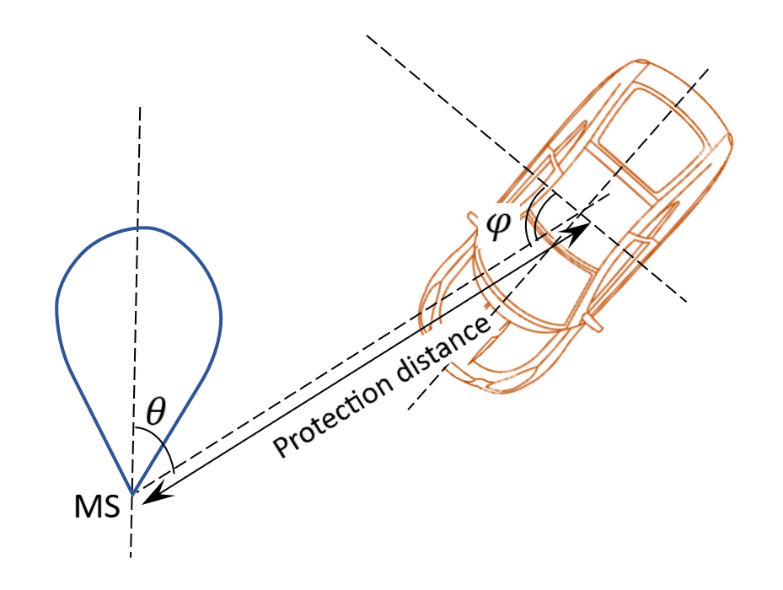 φ
θ
Protection distance
MS